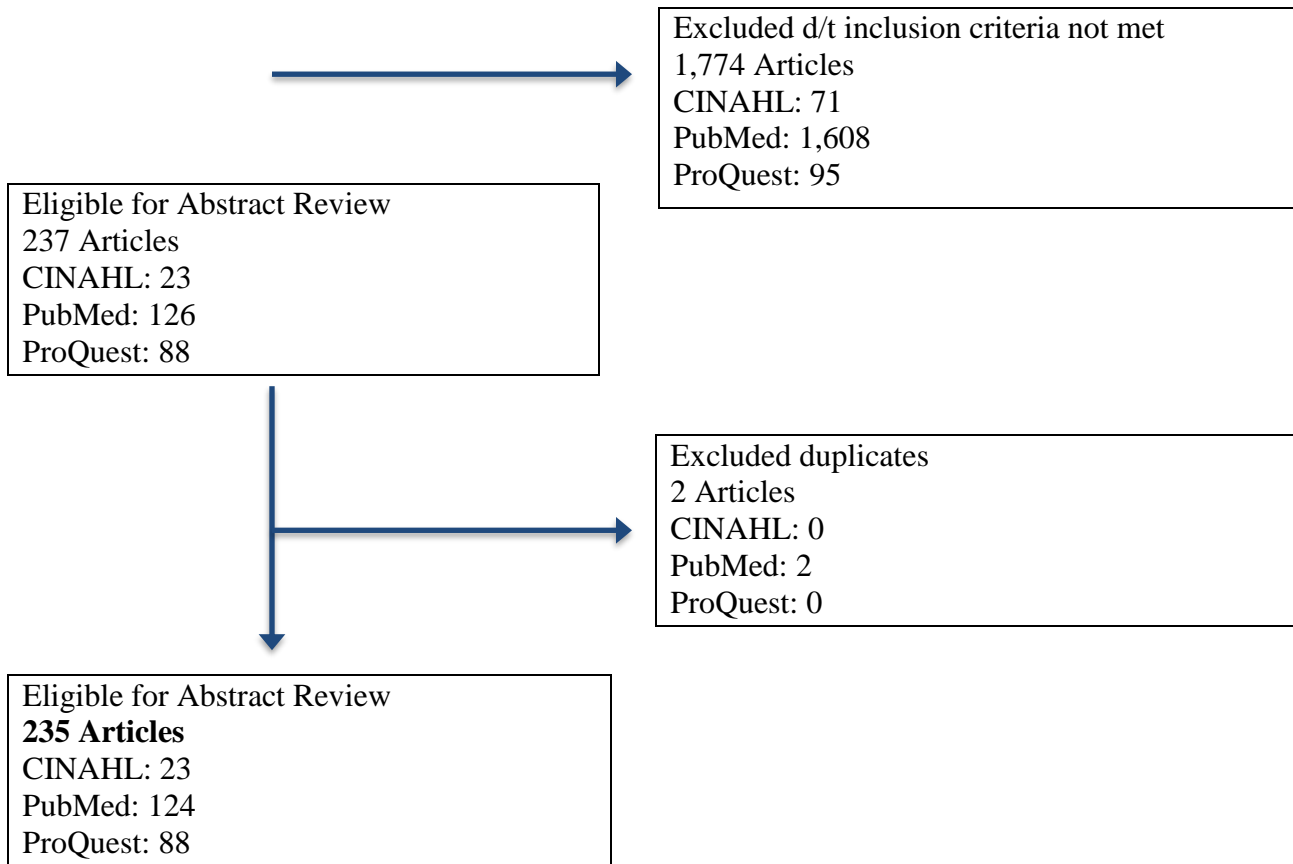 Excluded d/t inclusion criteria not met
1,774 Articles
CINAHL: 71
PubMed: 1,608
ProQuest: 95
Eligible for Abstract Review
237 Articles
CINAHL: 23
PubMed: 126
ProQuest: 88
Excluded duplicates
2 Articles
CINAHL: 0
PubMed: 2
ProQuest: 0
Eligible for Abstract Review
235 Articles
CINAHL: 23
PubMed: 124
ProQuest: 88